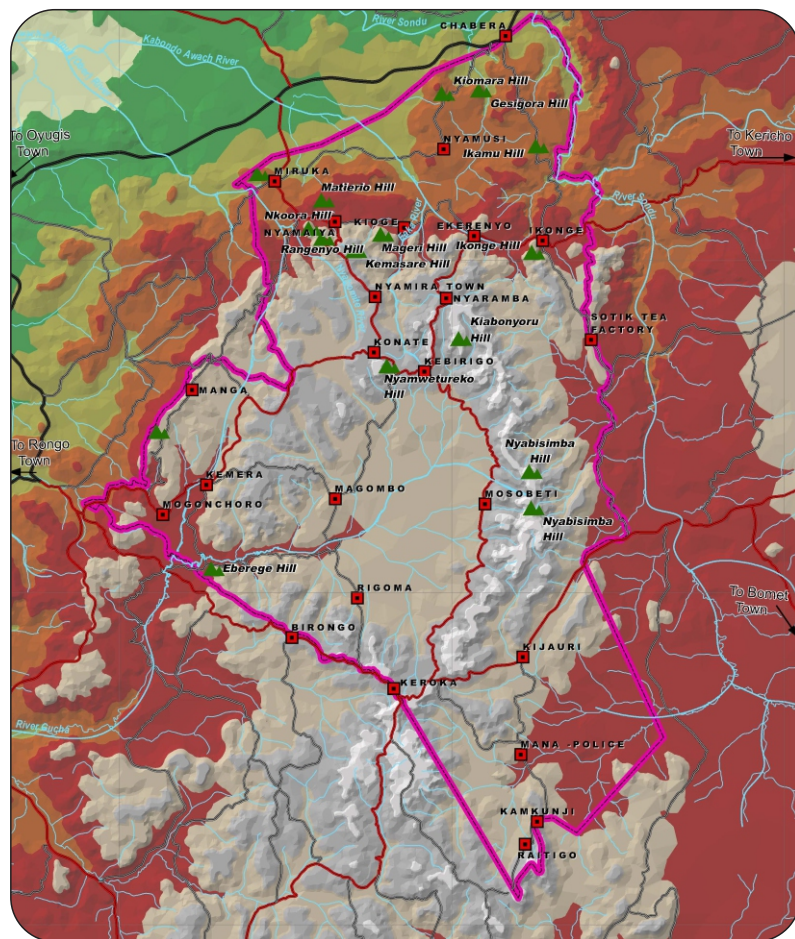 River Sondu
CHABERA
Kabondo Awach River
Kiomara Hill
Gesigora Hill
To Oyugis
Town
NYAMUSI
Ikamu Hill
To Kericho
Town
MIRUKA
Matierio Hill
River Sondu
Nkoora Hill
KIOGE
NYAMAIYA
EKERENYO
IKONGE
Rangenyo Hill
Mageri Hill
Ikonge Hill
Kemasare Hill
NYAMIRA TOWN
NYARAMBA
SOTIK TEA
FACTORY
Kiabonyoru
Hill
KONATE
KEBIRIGO
Nyamwetureko
Hill
MANGA
To Rongo
Town
Nyabisimba
Hill
KEMERA
MAGOMBO
MOSOBETI
MOGONCHORO
Nyabisimba
Hill
Eberege Hill
To Bomet
Town
RIGOMA
BIRONGO
KIJAURI
KEROKA
River Gucha
MANA -POLICE
KAMKUNJI
RAITIGO